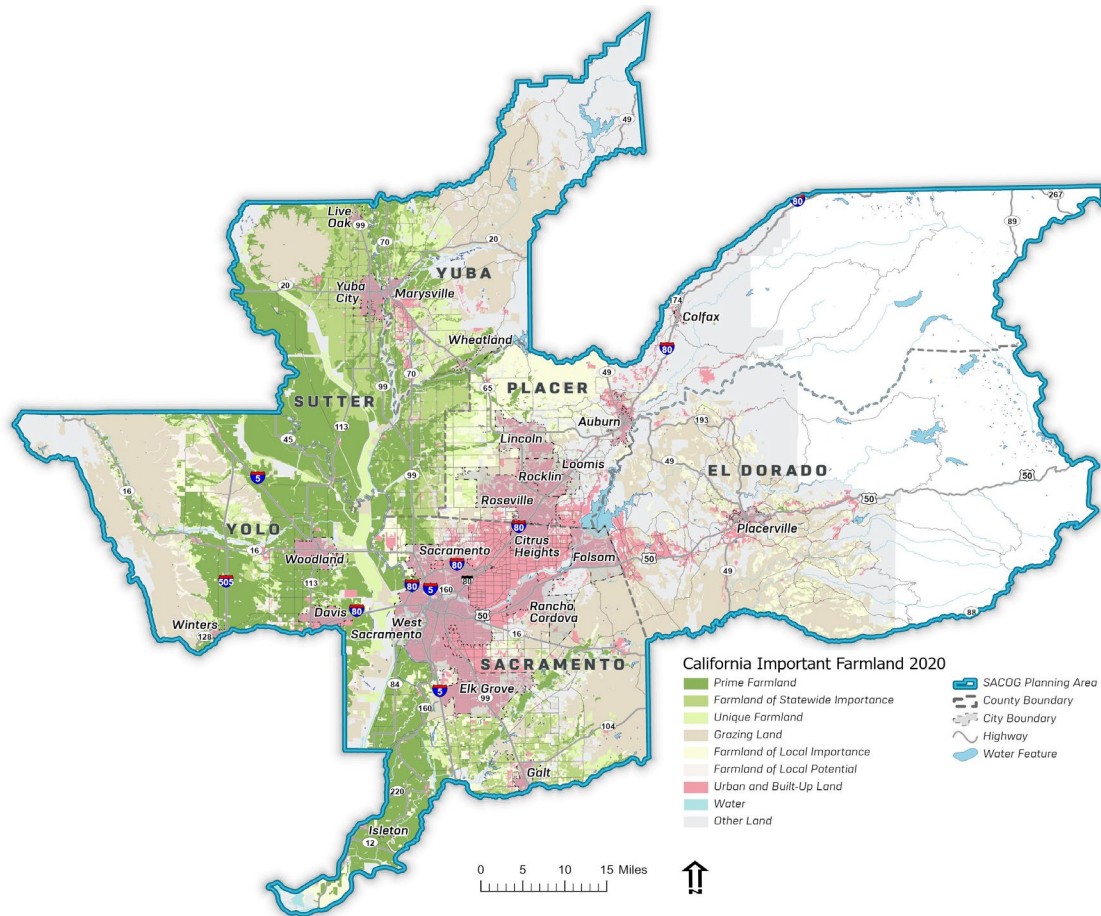 49
80
267
89
Live
Oak
99
70
20
YUBA
Yuba
City
Marysville
20
174
Colfax
Wheatland
80
PLACER
49
65
70
99
SUTTER
113
45
Auburn
193
Lincoln
Loomis
Rocklin
49
EL DORADO
99
5
16
Roseville
50
50
Placerville
YOLO
16
80
Citrus
Heights
Sacramento
80
Folsom
50
Woodland
505
113
80
5
160
80
49
Rancho
Cordova
50
Davis
80
West
Sacramento
16
88
Winters
128
SACRAMENTO
84
5
Elk Grove
99
160
104
Galt
220
Isleton
12
California Important Farmland 2020
Prime Farmland
Farmland of Statewide Importance
Unique Farmland
Grazing Land
Farmland of Local Importance
Farmland of Local Potential
Urban and Built-Up Land
Water
Other Land
SACOG Planning Area
County Boundary
City Boundary
Highway
Water Feature
0 5 10 15 Miles
N